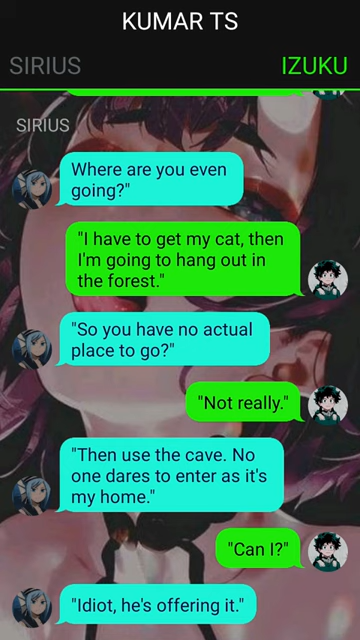 KUMAR TS
SIRIUS
IZUKU
SIRIUS
Where are you even
going?"
"I have to get my cat, then
I'm going to hang out in
the forest."
"So you have no actual
place to go?"
"Not really."
"Then use the cave. No
one dares to enter as it's
my home."
"Can I?"
"Idiot, he's offering it."